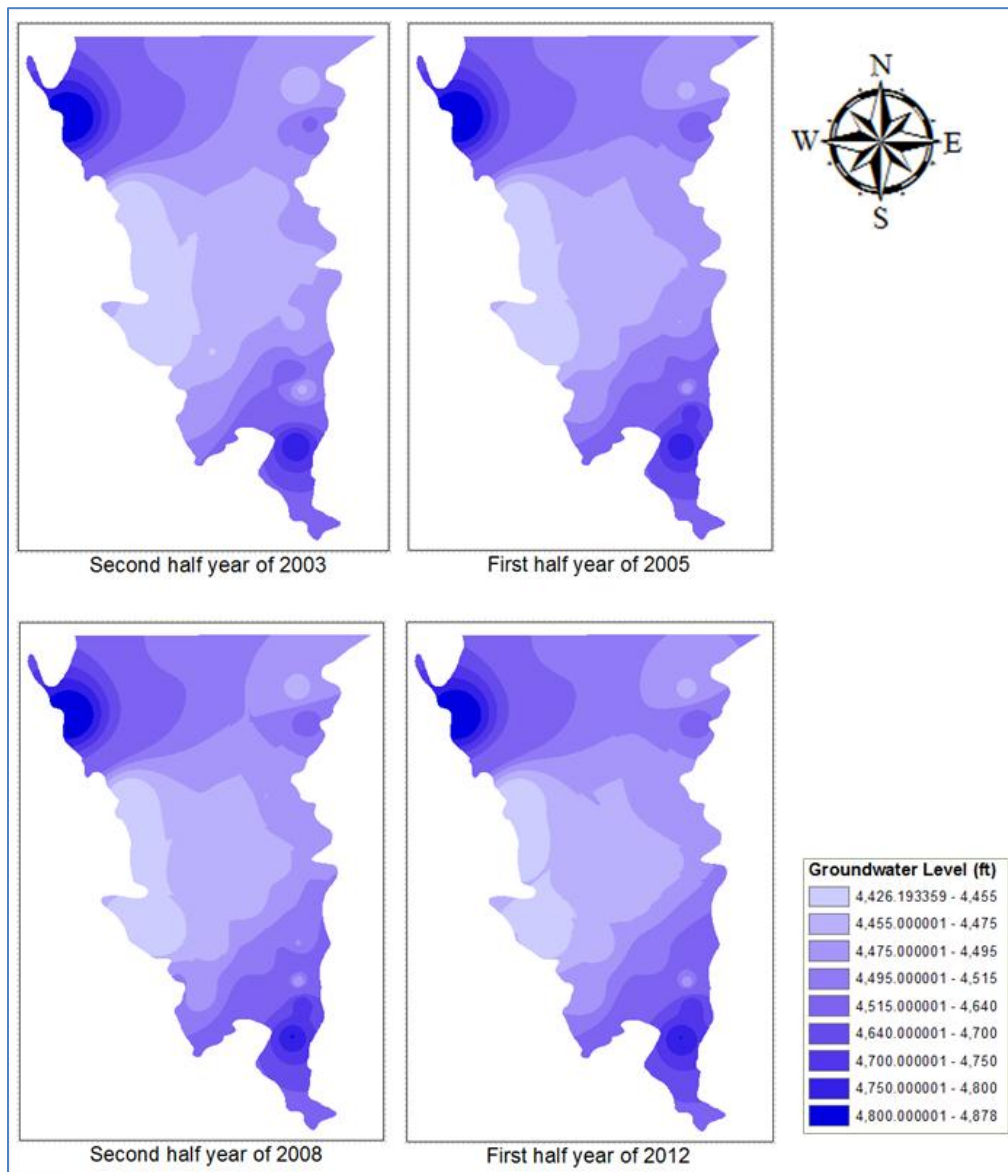 N
W E
S
Second half year of 2003
First half year of 2005
Second half year of 2008
First half year of 2012
Groundwater Level (ft)
4,426.193359 - 4,455
4,455.000001 - 4,475
4,475.000001 - 4,495
4,495.000001 - 4,515
4,515.000001 - 4,640
4,640.000001 - 4,700
4,700.000001 - 4,750
4,750.000001 - 4,800
4,800.000001 - 4,878